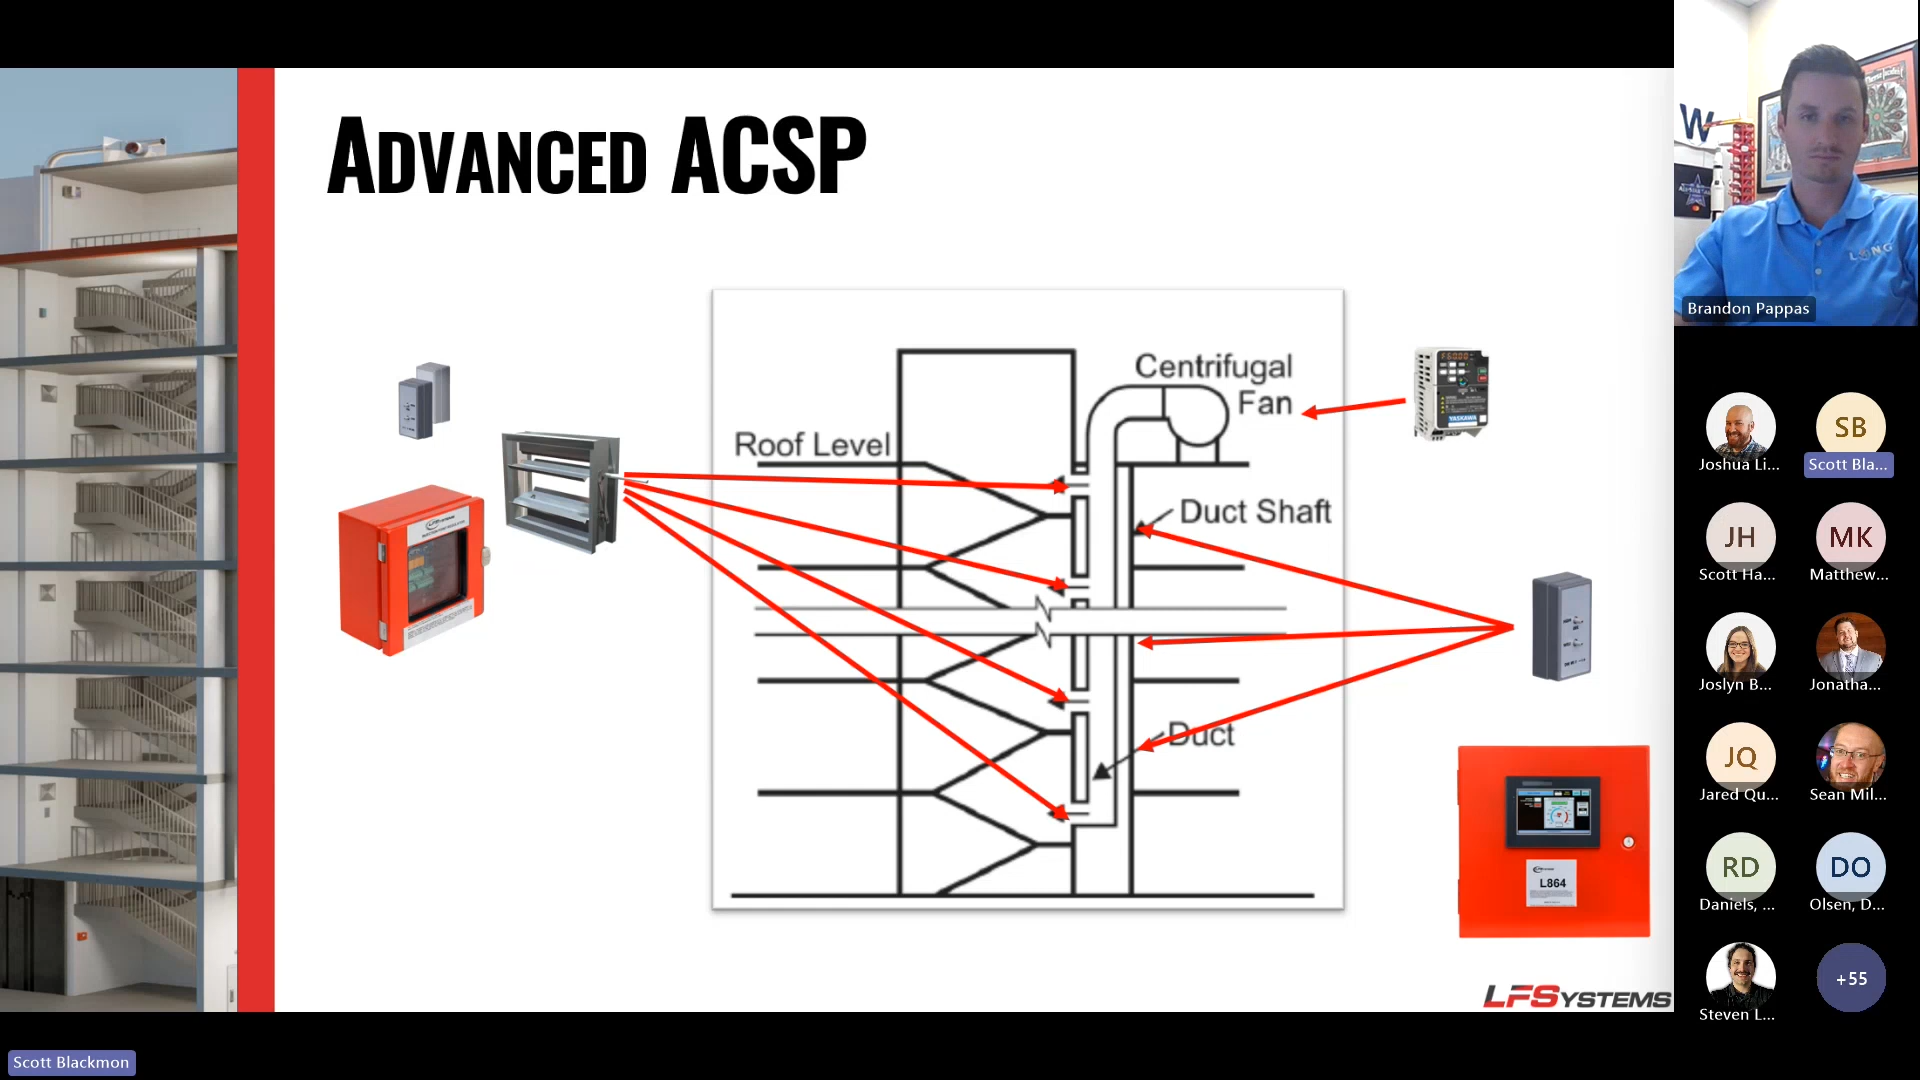 ADVANCED ACSP
Centrifugal
Fan
Roof Level
Duct Shaft
Duct
YASKAWA
L864
LFSYSTEMS
W
LONG
Brandon Pappas
Joshua Li...
SB
Scott Bla...
JH
Scott Ha...
MK
Matthew...
Joslyn B...
Jonatha...
JQ
Jared Qu...
Sean Mil...
RD
Daniels, ...
DO
Olsen, D...
Steven L...
+55
Scott Blackmon